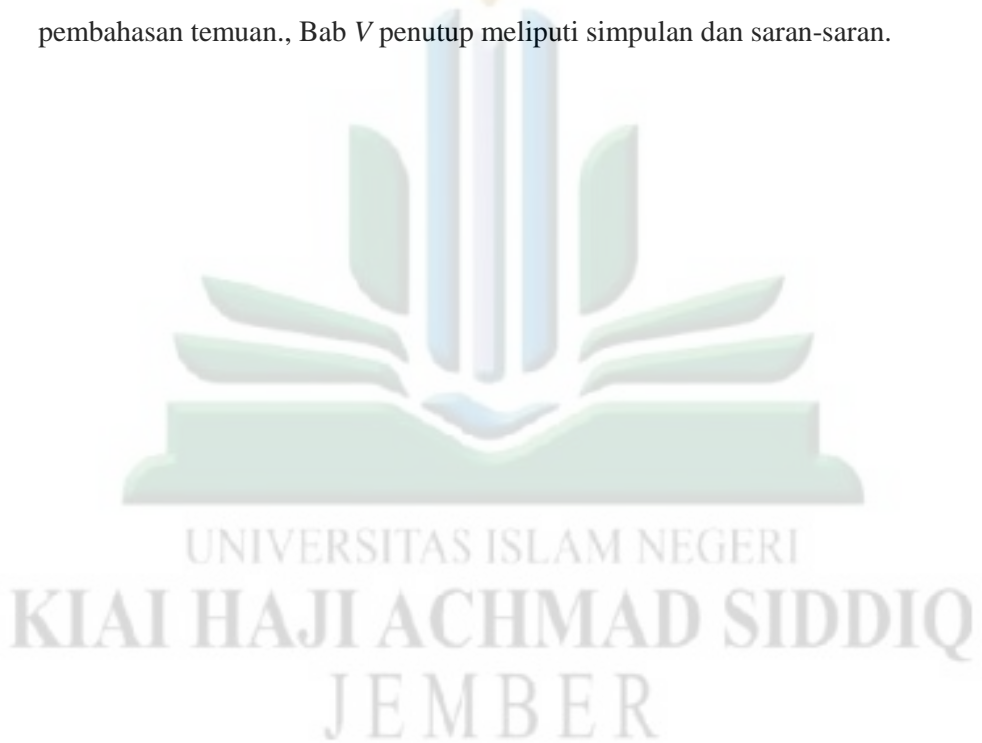 pembahasan temuan., Bab V penutup meliputi simpulan dan saran-saran.
UNIVERSITAS ISLAM NEGERI
KIAI HAJI ACHMAD SIDDIQ
JEMBER